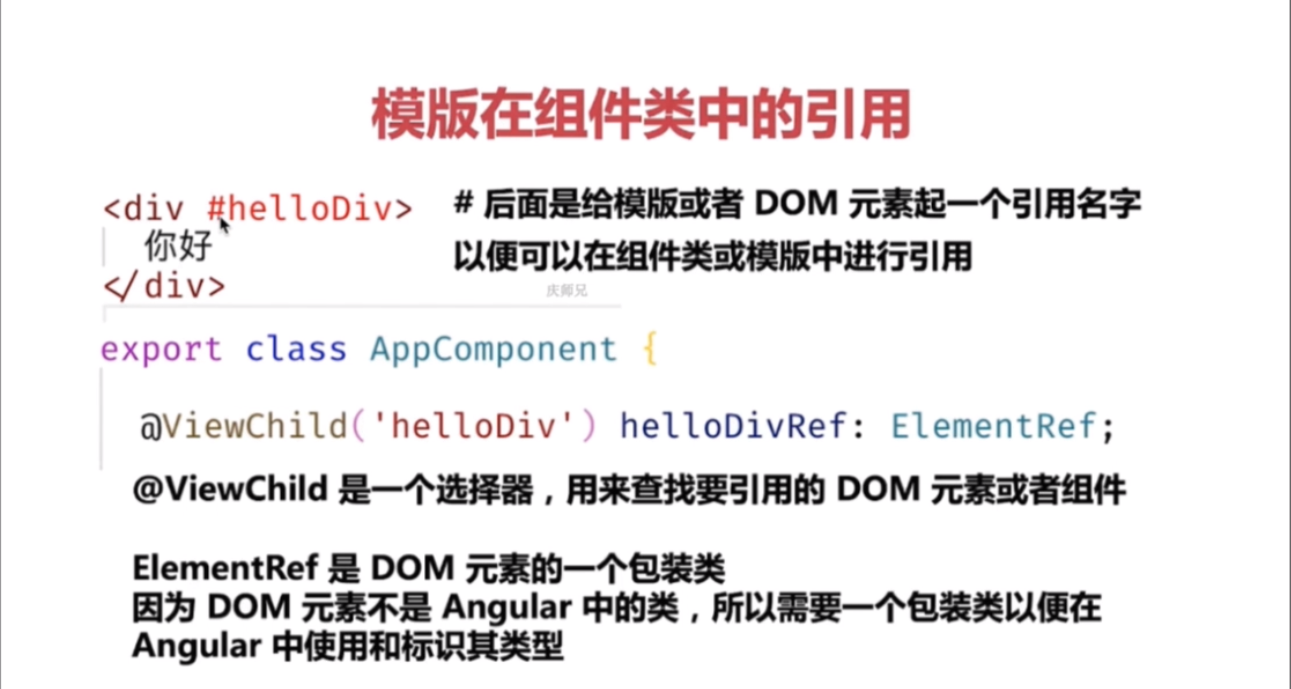 模版在组件类中的引用
<div #helloDiv>
# 后面是给模版或者 DOM 元素起一个引用名字
你好
以便可以在组件类或模版中进行引用
</div>
庆师兄
export class AppComponent {
@ViewChild('helloDiv') helloDivRef: ElementRef;
@ViewChild 是一个选择器，用来查找要引用的 DOM 元素或者组件
ElementRef 是 DOM 元素的一个包装类
因为 DOM 元素不是 Angular 中的类，所以需要一个包装类以便在
Angular 中使用和标识其类型